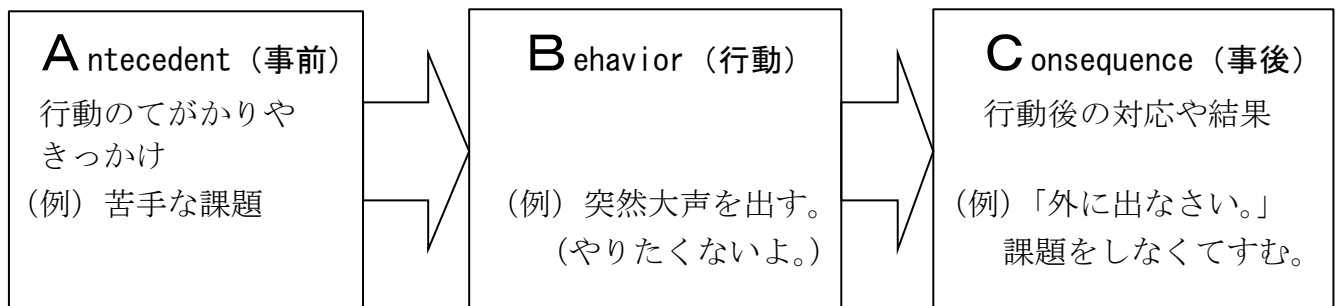 Antecedent（事前）
行動のてがかりや
きっかけ
（例）苦手な課題
Behavior（行動）
（例）突然大声を出す。
（やりたくないよ。）
Consequence（事後）
行動後の対応や結果
（例）「外に出なさい。」
課題をしなくてすむ。